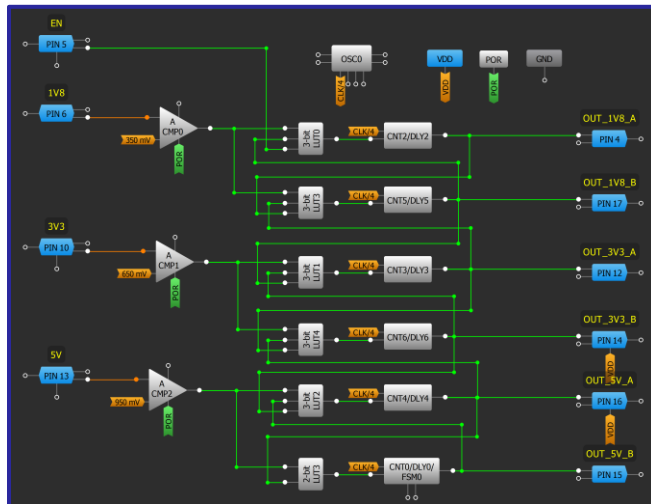 EN
PIN 5
1V8
PIN 6
350 mV
A
CMP0
POR
OSC0
CLK/4
VDD
VDD
POR
POR
GND
3-bit
LUT0
CLK/4
CNT2/DLY2
OUT_1V8_A
PIN 4
3-bit
LUT3
CLK/4
CNT5/DLY5
OUT_1V8_B
PIN 17
3V3
PIN 10
650 mV
A
CMP1
POR
3-bit
LUT1
CLK/4
CNT3/DLY3
OUT_3V3_A
PIN 12
3-bit
LUT4
CLK/4
CNT6/DLY6
OUT_3V3_B
PIN 14
VDD
5V
PIN 13
950 mV
A
CMP2
POR
3-bit
LUT2
CLK/4
CNT4/DLY4
OUT_5V_A
PIN 16
VDD
2-bit
LUT3
CLK/4
CNT0/DLY0/
FSM0
OUT_5V_B
PIN 15